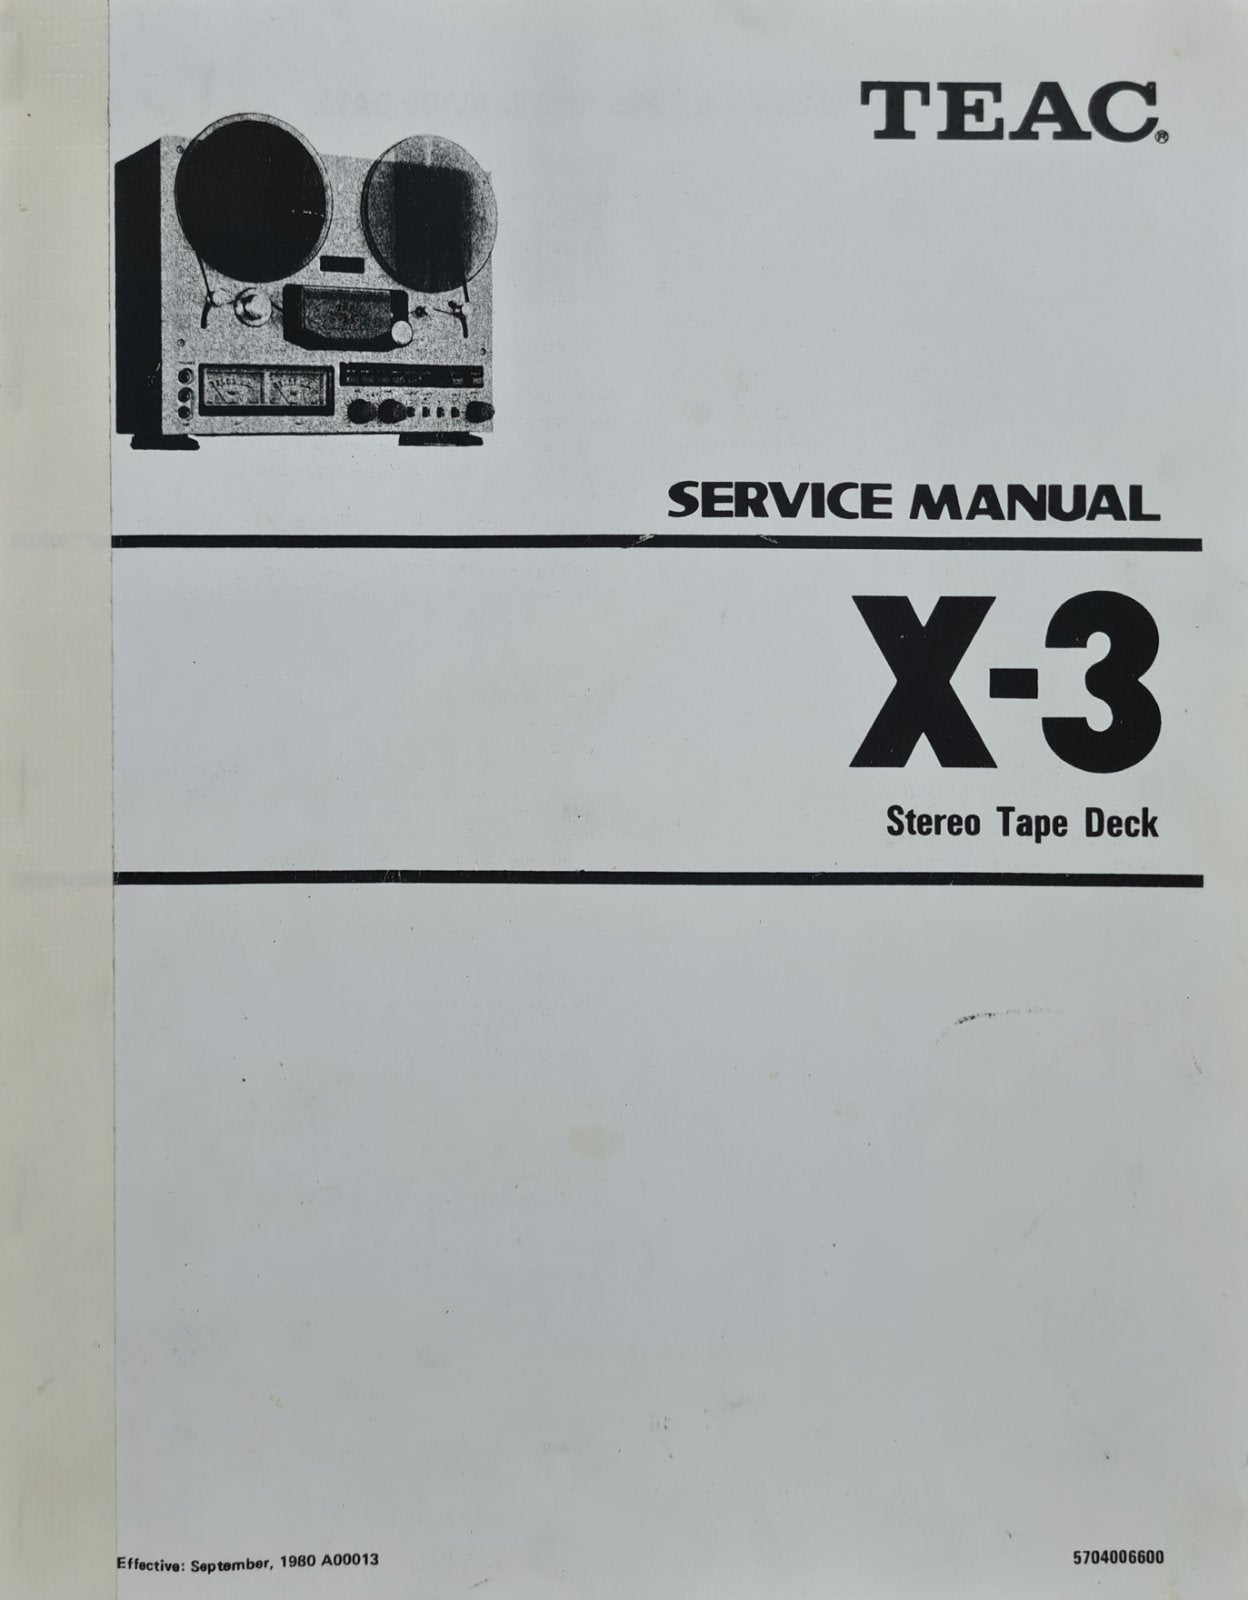 TEAC®
SERVICE MANUAL
X-3
Stereo Tape Deck
Effective: September, 1980 A00013
5704006600